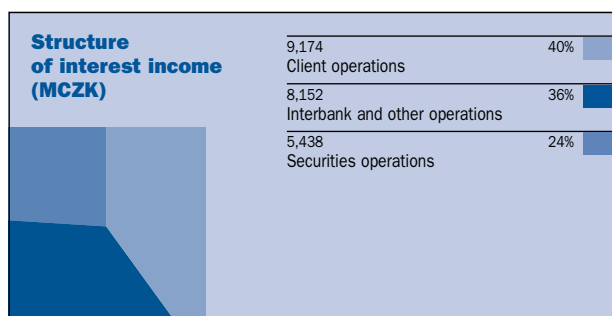 Structure
of interest income
(MCZK)
9,174 40%
Client operations
8,152 36%
Interbank and other operations
5,438 24%
Securities operations